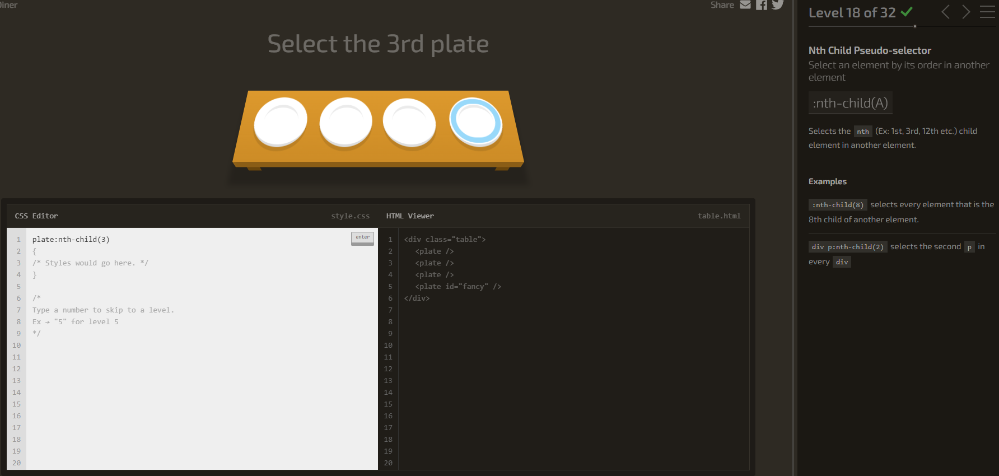 Diner
Share
Select the 3rd plate
CSS Editor
style.css
1
plate:nth-child(3)
enter
2
{
3
/* Styles would go here. */
4
}
5
6
/*
7
Type a number to skip to a level.
8
Ex → "5" for level 5
9
*/
10
11
12
13
14
15
16
17
18
19
20
HTML Viewer
table.html
1
<div class="table">
2
<plate />
3
<plate />
4
<plate />
5
<plate id="fancy" />
6
</div>
7
8
9
10
11
12
13
14
15
16
17
18
19
20
Level 18 of 32
Nth Child Pseudo-selector
Select an element by its order in another
element
:nth-child(A)
Selects the nth (Ex: 1st, 3rd, 12th etc.) child
element in another element.
Examples
:nth-child(8) selects every element that is the
8th child of another element.
div p:nth-child(2) selects the second p in
every div